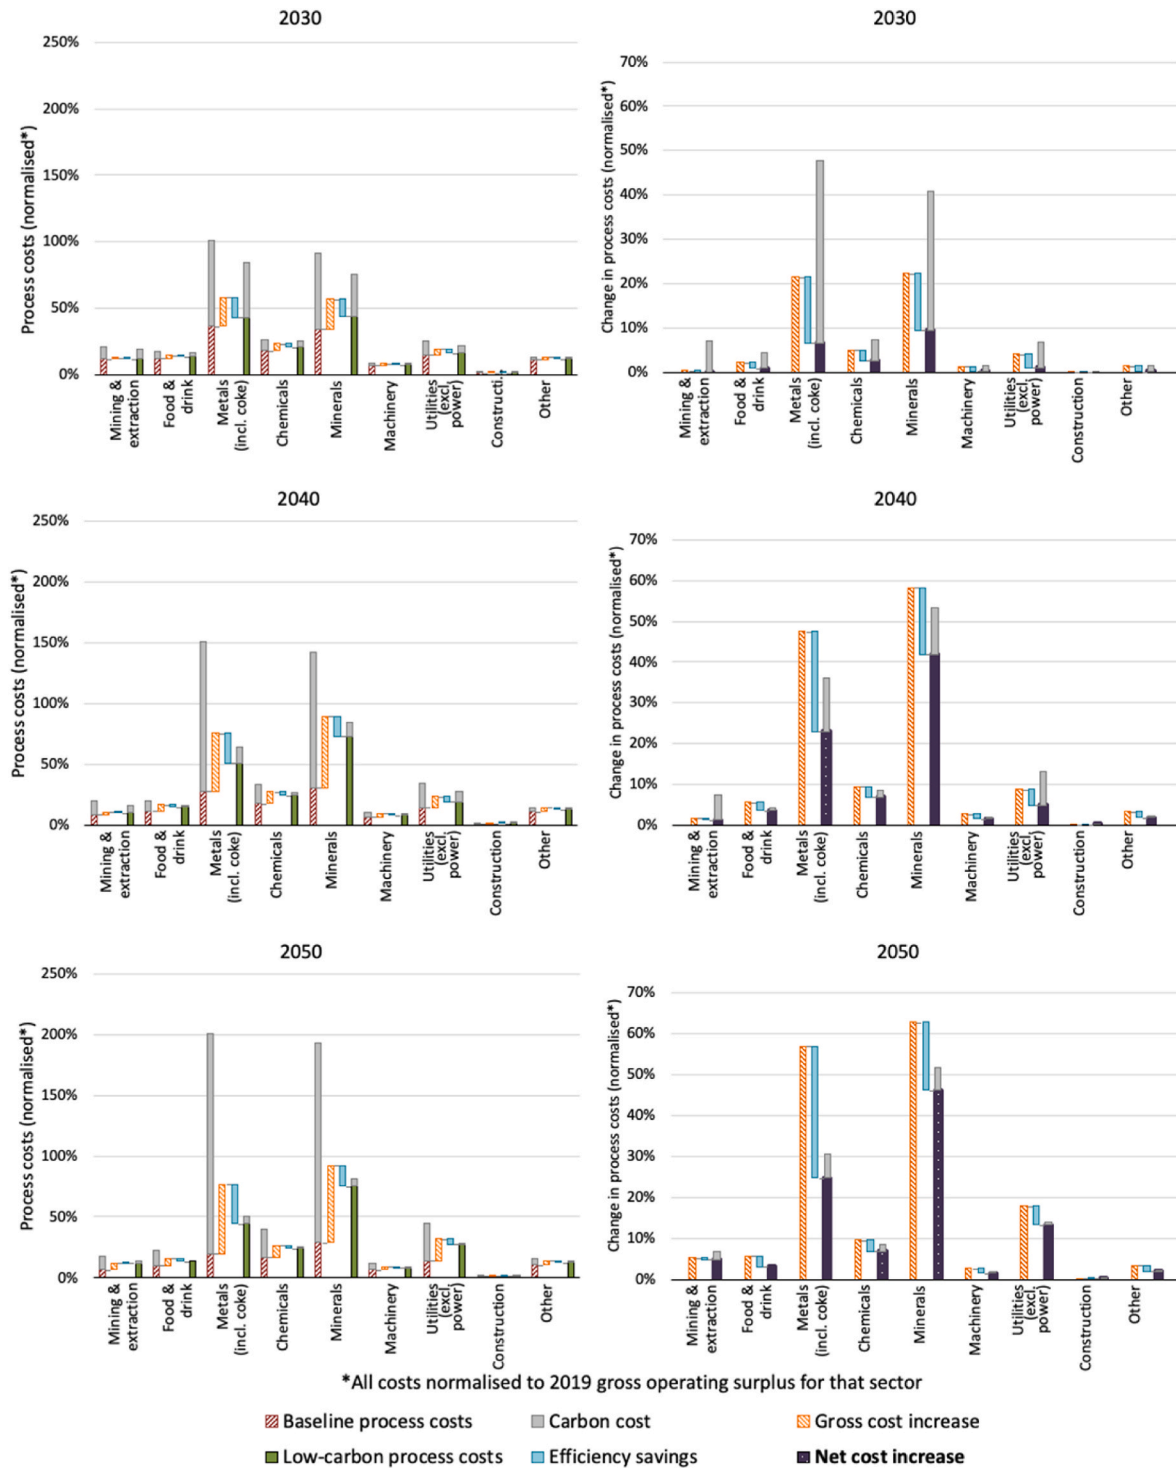 2030
Process costs (normalised*)
250%
200%
150%
100%
50%
0%
Mining &
extraction
Food &
drink
Metals
(incl. coke)
Chemicals
Minerals
Machinery
Utilities
(excl.
power)
Constructi..
Other
2030
Change in process costs (normalised*)
70%
60%
50%
40%
30%
20%
10%
0%
Mining &
extraction
Food &
drink
Metals
(incl. coke)
Chemicals
Minerals
Machinery
Utilities
(excl.
power)
Construction
Other
2040
Process costs (normalised*)
250%
200%
150%
100%
50%
0%
Mining &
extraction
Food &
drink
Metals
(incl. coke)
Chemicals
Minerals
Machinery
Utilities
(excl.
power)
Construction
Other
2040
Change in process costs (normalised*)
70%
60%
50%
40%
30%
20%
10%
0%
Mining &
extraction
Food &
drink
Metals
(incl. coke)
Chemicals
Minerals
Machinery
Utilities
(excl.
power)
Construction
Other
2050
Process costs (normalised*)
250%
200%
150%
100%
50%
0%
Mining &
extraction
Food &
drink
Metals
(incl. coke)
Chemicals
Minerals
Machinery
Utilities
(excl.
power)
Construction
Other
2050
Change in process costs (normalised*)
70%
60%
50%
40%
30%
20%
10%
0%
Mining &
extraction
Food &
drink
Metals
(incl. coke)
Chemicals
Minerals
Machinery
Utilities
(excl.
power)
Construction
Other
*All costs normalised to 2019 gross operating surplus for that sector
Baseline process costs
Carbon cost
Gross cost increase
Low-carbon process costs
Efficiency savings
Net cost increase